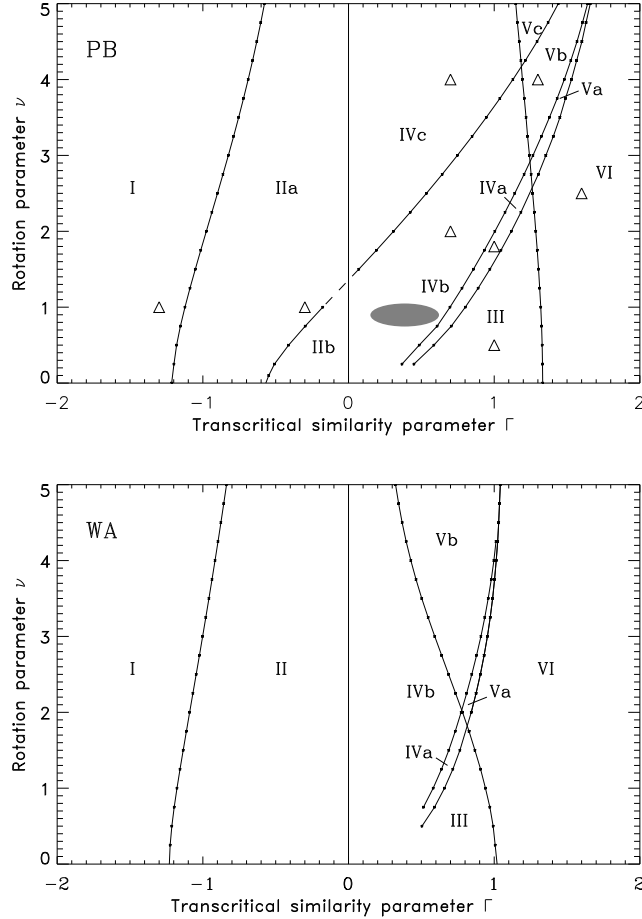 5
4
3
2
1
0
Rotation parameter ν
PB
Vc
Vb
Va
IVc
VI
I
IIa
IVa
IVb
III
IIb
−2
−1
0
1
2
Transcritical similarity parameter Γ
5
4
3
2
1
0
Rotation parameter ν
WA
Vb
I
II
IVb
Va
VI
IVa
III
−2
−1
0
1
2
Transcritical similarity parameter Γ